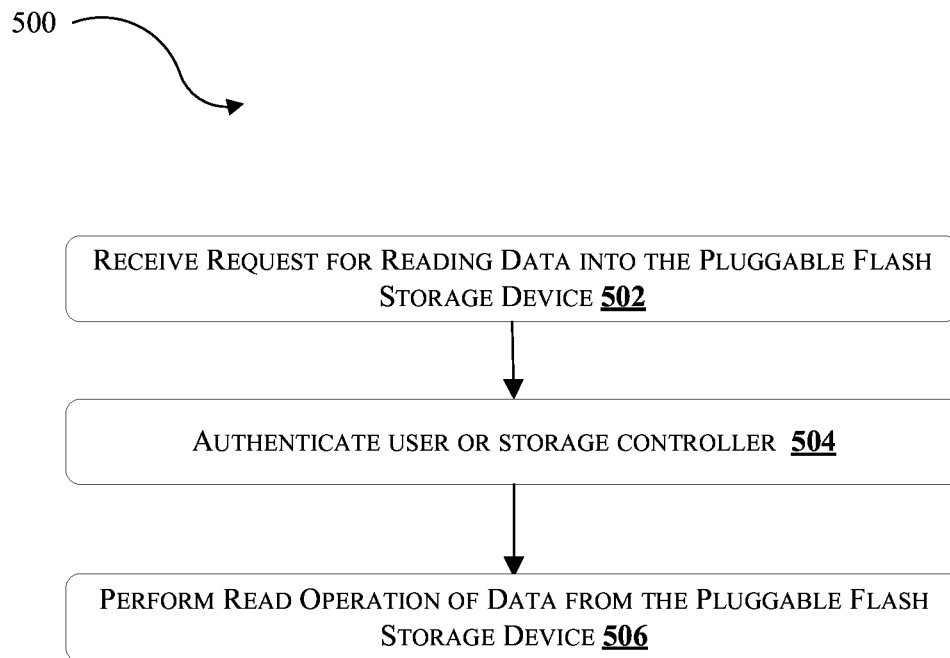 500
RECEIVE REQUEST FOR READING DATA INTO THE PLUGGABLE FLASH
STORAGE DEVICE 502
AUTHENTICATE USER OR STORAGE CONTROLLER 504
PERFORM READ OPERATION OF DATA FROM THE PLUGGABLE FLASH
STORAGE DEVICE 506